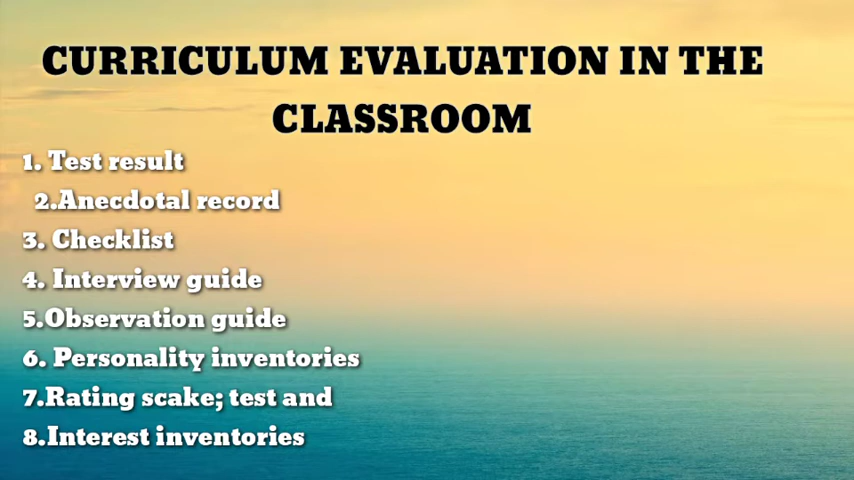 CURRICULUM EVALUATION IN THE
CLASSROOM
1. Test result
2.Anecdotal record
3. Checklist
4. Interview guide
5.Observation guide
6. Personality inventories
7.Rating scake; test and
8.Interest inventories